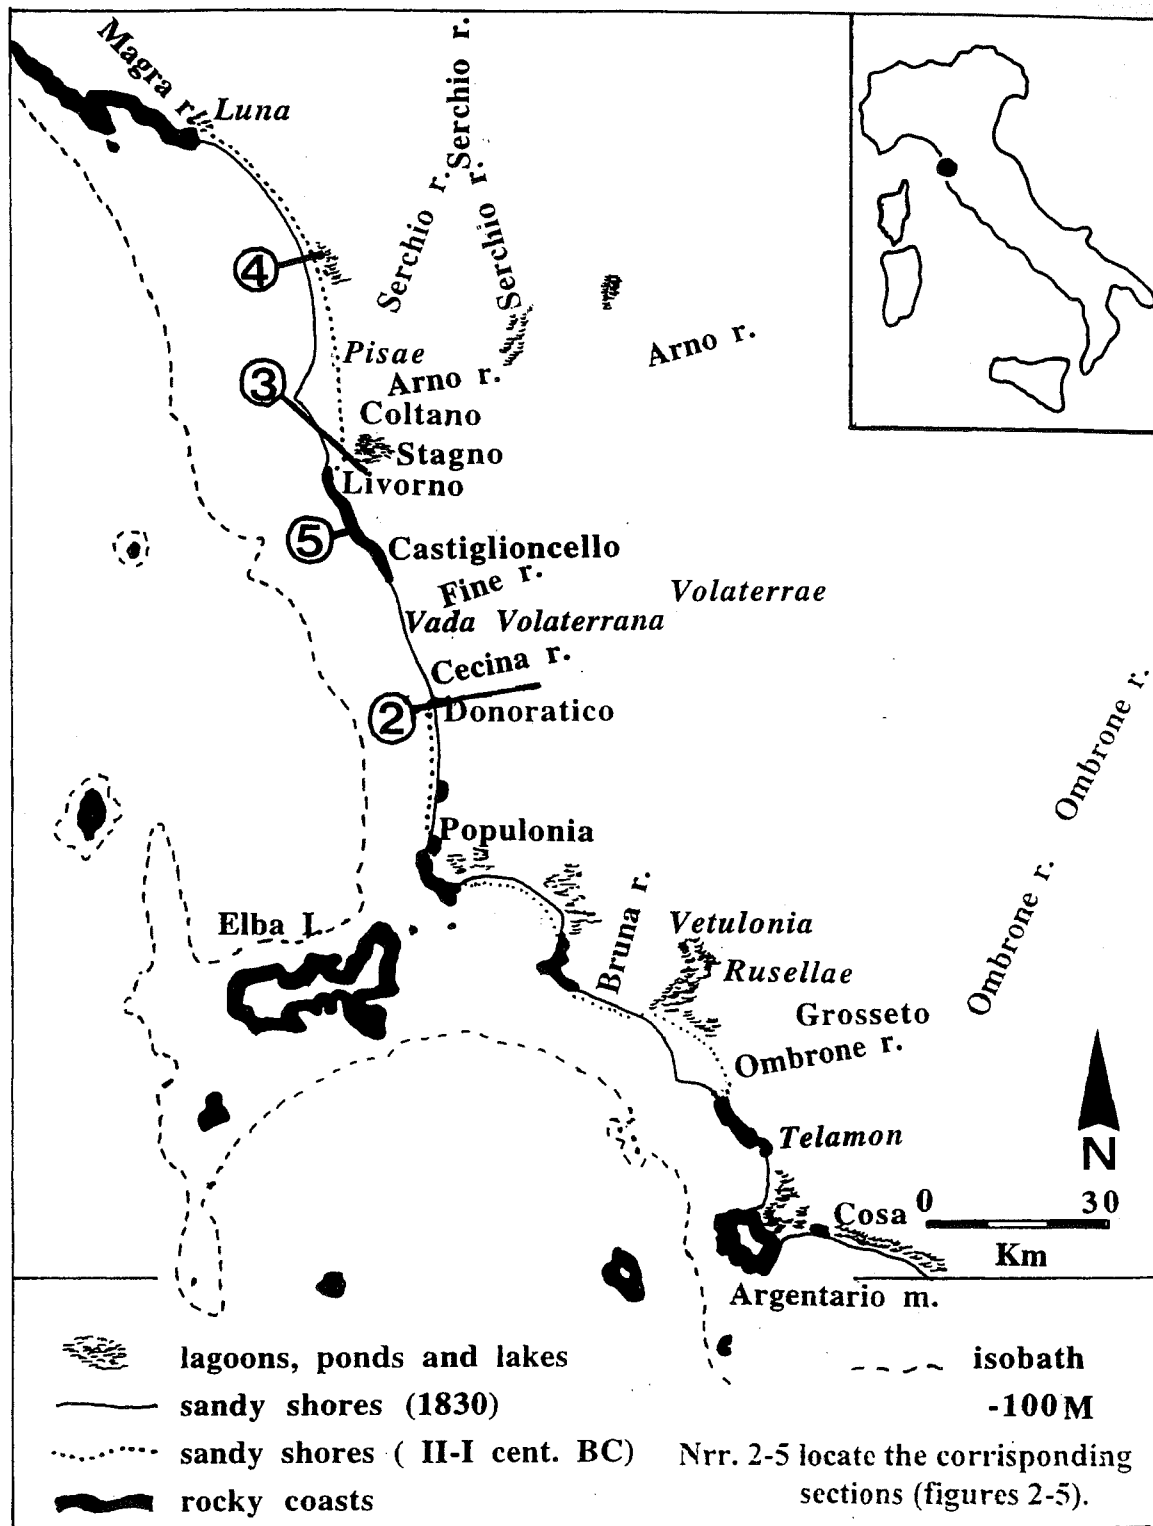 Magra r.
Luna
Serchio r.
Serchio r.
Serchio r.
4
Pisae
Arno r.
Arno r.
3
Coltano
Stagno
Livorno
5
Castiglioncello
Fine r.
Volaterrae
Vada Volaterrana
Cecina r.
2
Donoratico
Ombrone r.
Populonia
Elba I.
Bruna r.
Vetulonia
Rusellae
Ombrone r.
Grosseto
Ombrone r.
N
Telamon
Cosa
0 30
Km
Argentario m.
lagoons, ponds and lakes
sandy shores (1830)
sandy shores ( II-I cent. BC)
rocky coasts
isobath
-100 M
Nrr. 2-5 locate the corrisponding
sections (figures 2-5).